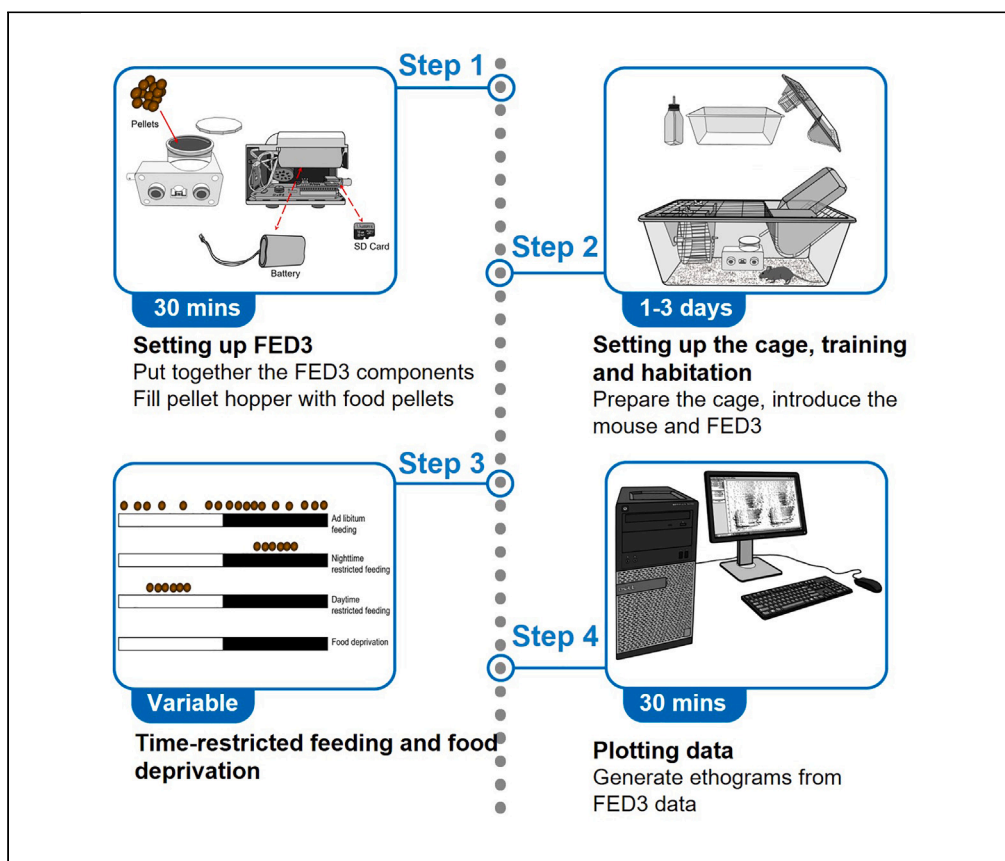 Step 1
Pellets
SD Card
Battery
30 mins
Setting up FED3
Put together the FED3 components
Fill pellet hopper with food pellets
Step 2
1-3 days
Setting up the cage, training
and habitation
Prepare the cage, introduce the
mouse and FED3
Step 3
Ad libitum
feeding
Nighttime
restricted feeding
Daytime
restricted feeding
Food deprivation
Variable
Time-restricted feeding and food
deprivation
Step 4
30 mins
Plotting data
Generate ethograms from
FED3 data